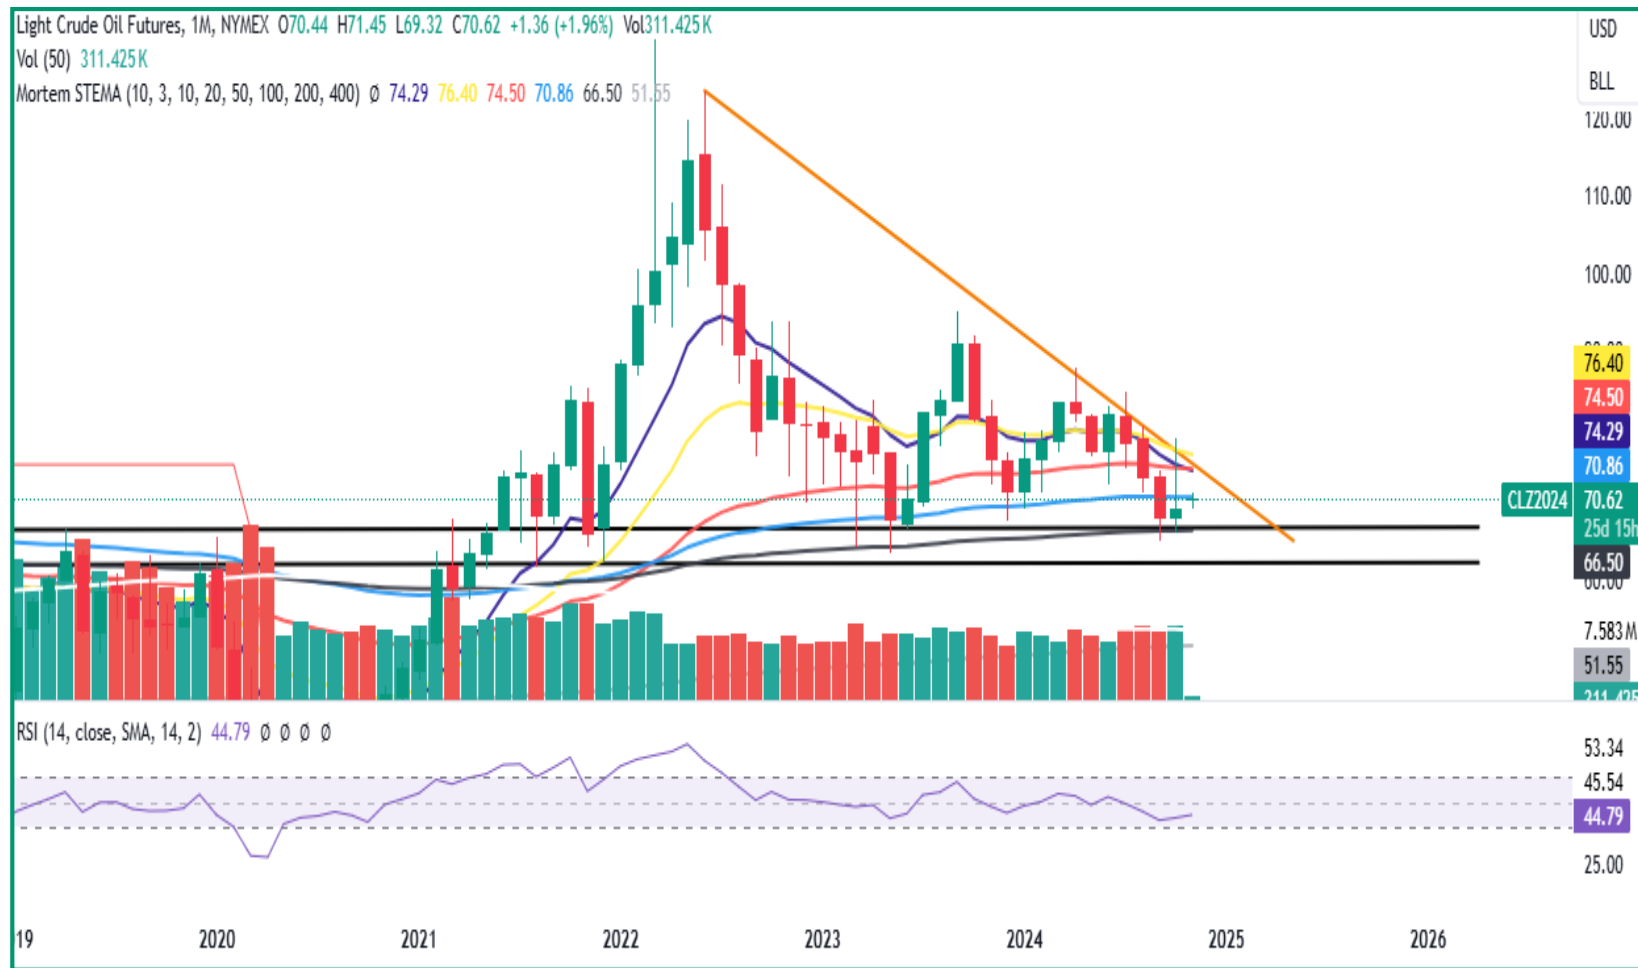 Light Crude Oil Futures, 1M, NYMEX O70.44 H71.45 L69.32 C70.62 +1.36 (+1.96%) Vol311.425K
Vol (50) 311.425K
Mortem STEMA (10, 3, 10, 20, 50, 100, 200, 400) Ø 74.29 76.40 74.50 70.86 66.50 51.55
USD
BLL
120.00
110.00
100.00
76.40
74.50
74.29
70.86
CLZ2024 70.62
25d 15h
66.50
60.00
7.583M
51.55
RSI (14, close, SMA, 14, 2) 44.79 Ø Ø Ø Ø
53.34
45.54
44.79
25.00
19 2020 2021 2022 2023 2024 2025 2026